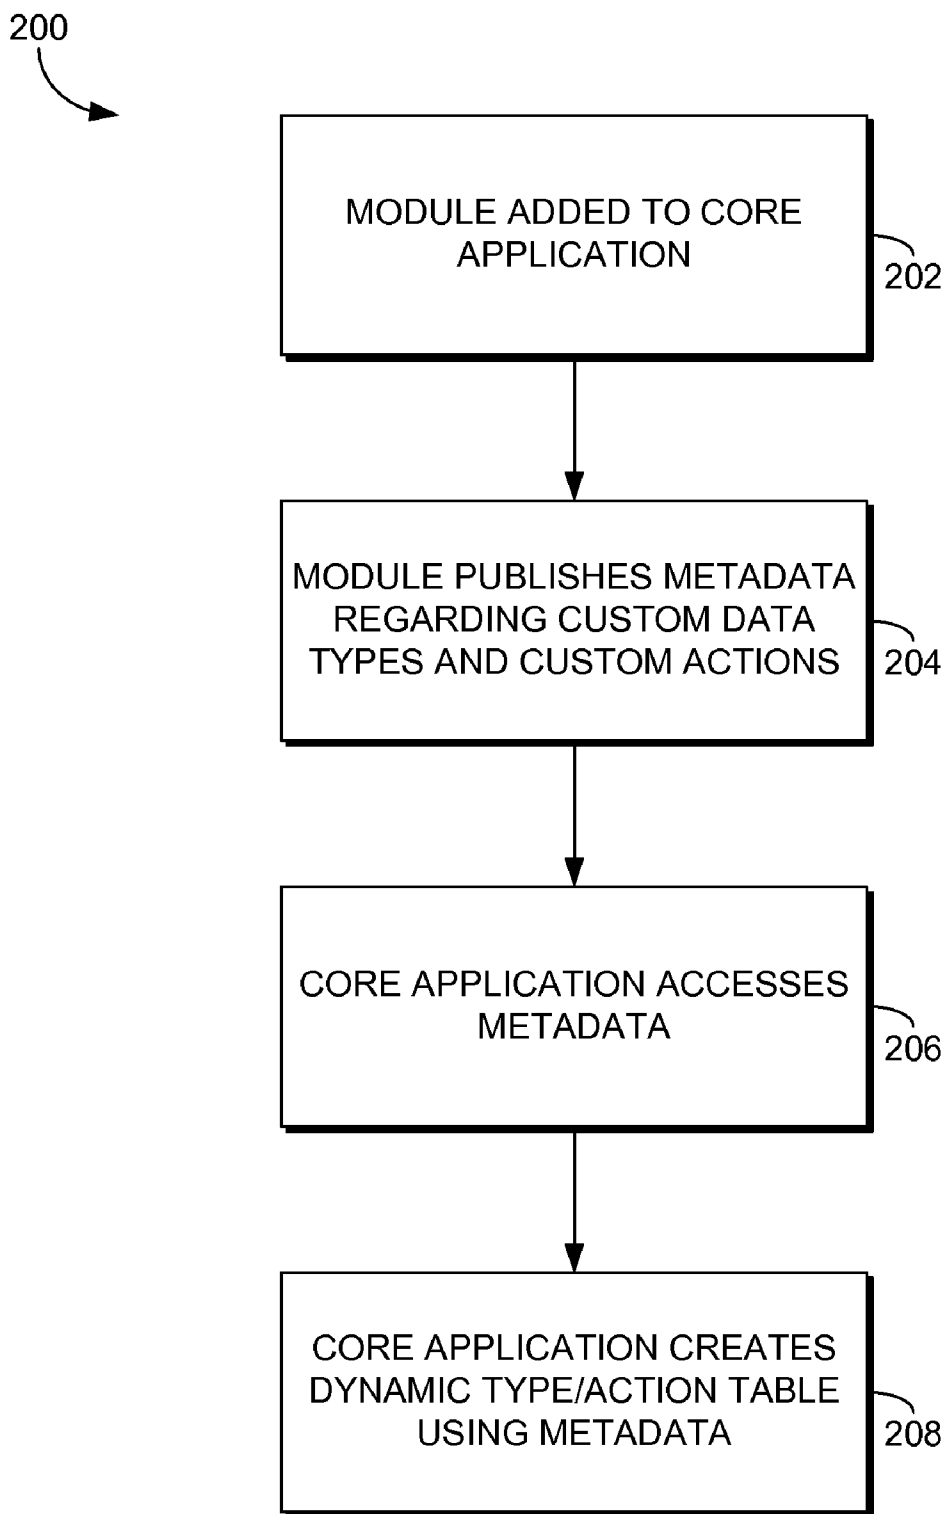 200
MODULE ADDED TO CORE
APPLICATION
202
MODULE PUBLISHES METADATA
REGARDING CUSTOM DATA
TYPES AND CUSTOM ACTIONS
204
CORE APPLICATION ACCESSES
METADATA
206
CORE APPLICATION CREATES
DYNAMIC TYPE/ACTION TABLE
USING METADATA
208